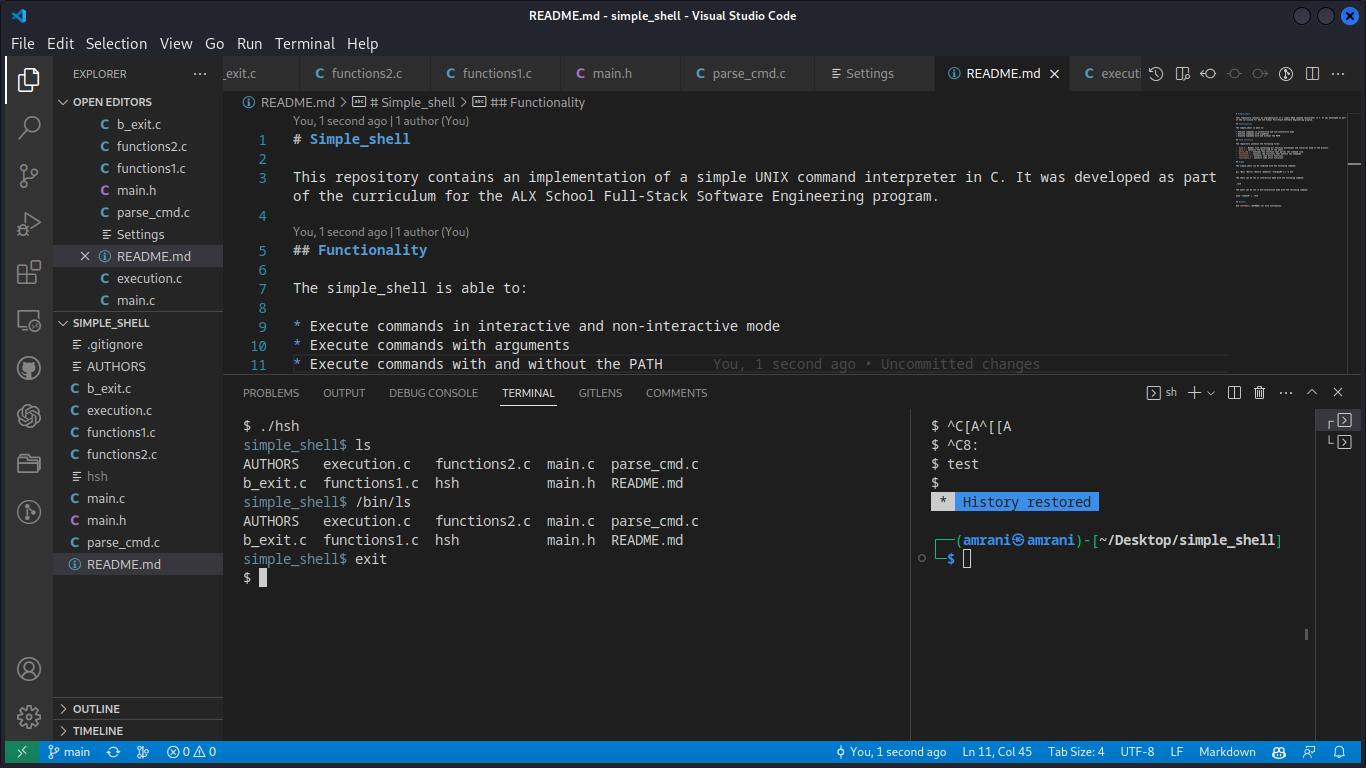 README.md - simple_shell - Visual Studio Code
File Edit Selection View Go Run Terminal Help
EXPLORER
OPEN EDITORS
b_exit.c
functions2.c
functions1.c
main.h
parse_cmd.c
Settings
README.md
execution.c
main.c
SIMPLE_SHELL
.gitignore
AUTHORS
b_exit.c
execution.c
functions1.c
functions2.c
hsh
main.c
main.h
parse_cmd.c
README.md
OUTLINE
TIMELINE
_exit.c functions2.c functions1.c main.h parse_cmd.c Settings README.md executi
README.md > # Simple_shell > ## Functionality
You, 1 second ago | 1 author (You)
1 # Simple_shell
2
3 This repository contains an implementation of a simple UNIX command interpreter in C. It was developed as part
of the curriculum for the ALX School Full-Stack Software Engineering program.
4
You, 1 second ago | 1 author (You)
5 ## Functionality
6
7 The simple_shell is able to:
8
9 * Execute commands in interactive and non-interactive mode
10 * Execute commands with arguments
11 * Execute commands with and without the PATH You, 1 second ago • Uncommitted changes
PROBLEMS OUTPUT DEBUG CONSOLE TERMINAL GITLENS COMMENTS
sh
$ ./hsh
simple_shell$ ls
AUTHORS execution.c functions2.c main.c parse_cmd.c
b_exit.c functions1.c hsh main.h README.md
simple_shell$ /bin/ls
AUTHORS execution.c functions2.c main.c parse_cmd.c
b_exit.c functions1.c hsh main.h README.md
simple_shell$ exit
$
$ ^C[A^[[A
$ ^C8:
$ test
$
* History restored
(amrani㉿amrani)-[~/Desktop/simple_shell]
$
main 0 0 You, 1 second ago Ln 11, Col 45 Tab Size: 4 UTF-8 LF Markdown